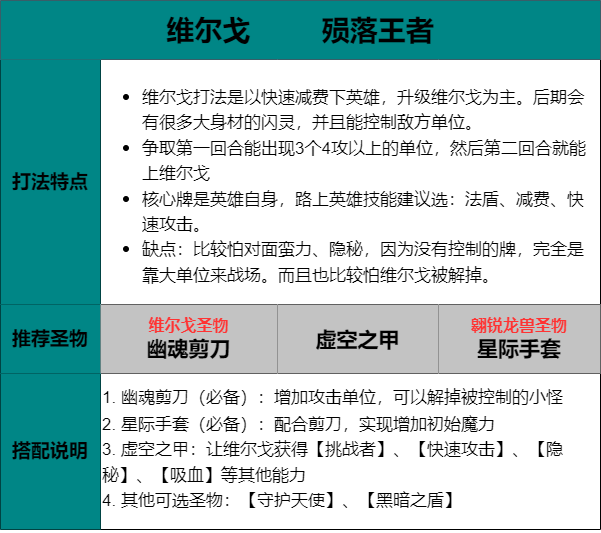 维尔戈 殒落王者
打法特点
• 维尔戈打法是以快速减费下英雄，升级维尔戈为主。后期会
有很多大身材的闪灵，并且能控制敌方单位。
• 争取第一回合能出现3个4攻以上的单位，然后第二回合就能
上维尔戈
• 核心牌是英雄自身，路上英雄技能建议选：法盾、减费、快
速攻击。
• 缺点：比较怕对面蛮力、隐秘，因为没有控制的牌，完全是
靠大单位来战场。而且也比较怕维尔戈被解掉。
推荐圣物
维尔戈圣物
幽魂剪刀
虚空之甲
翱锐龙兽圣物
星际手套
搭配说明
1. 幽魂剪刀（必备）：增加攻击单位，可以解掉被控制的小怪
2. 星际手套（必备）：配合剪刀，实现增加初始魔力
3. 虚空之甲：让维尔戈获得【挑战者】、【快速攻击】、【隐
秘】、【吸血】等其他能力
4. 其他可选圣物：【守护天使】、【黑暗之盾】